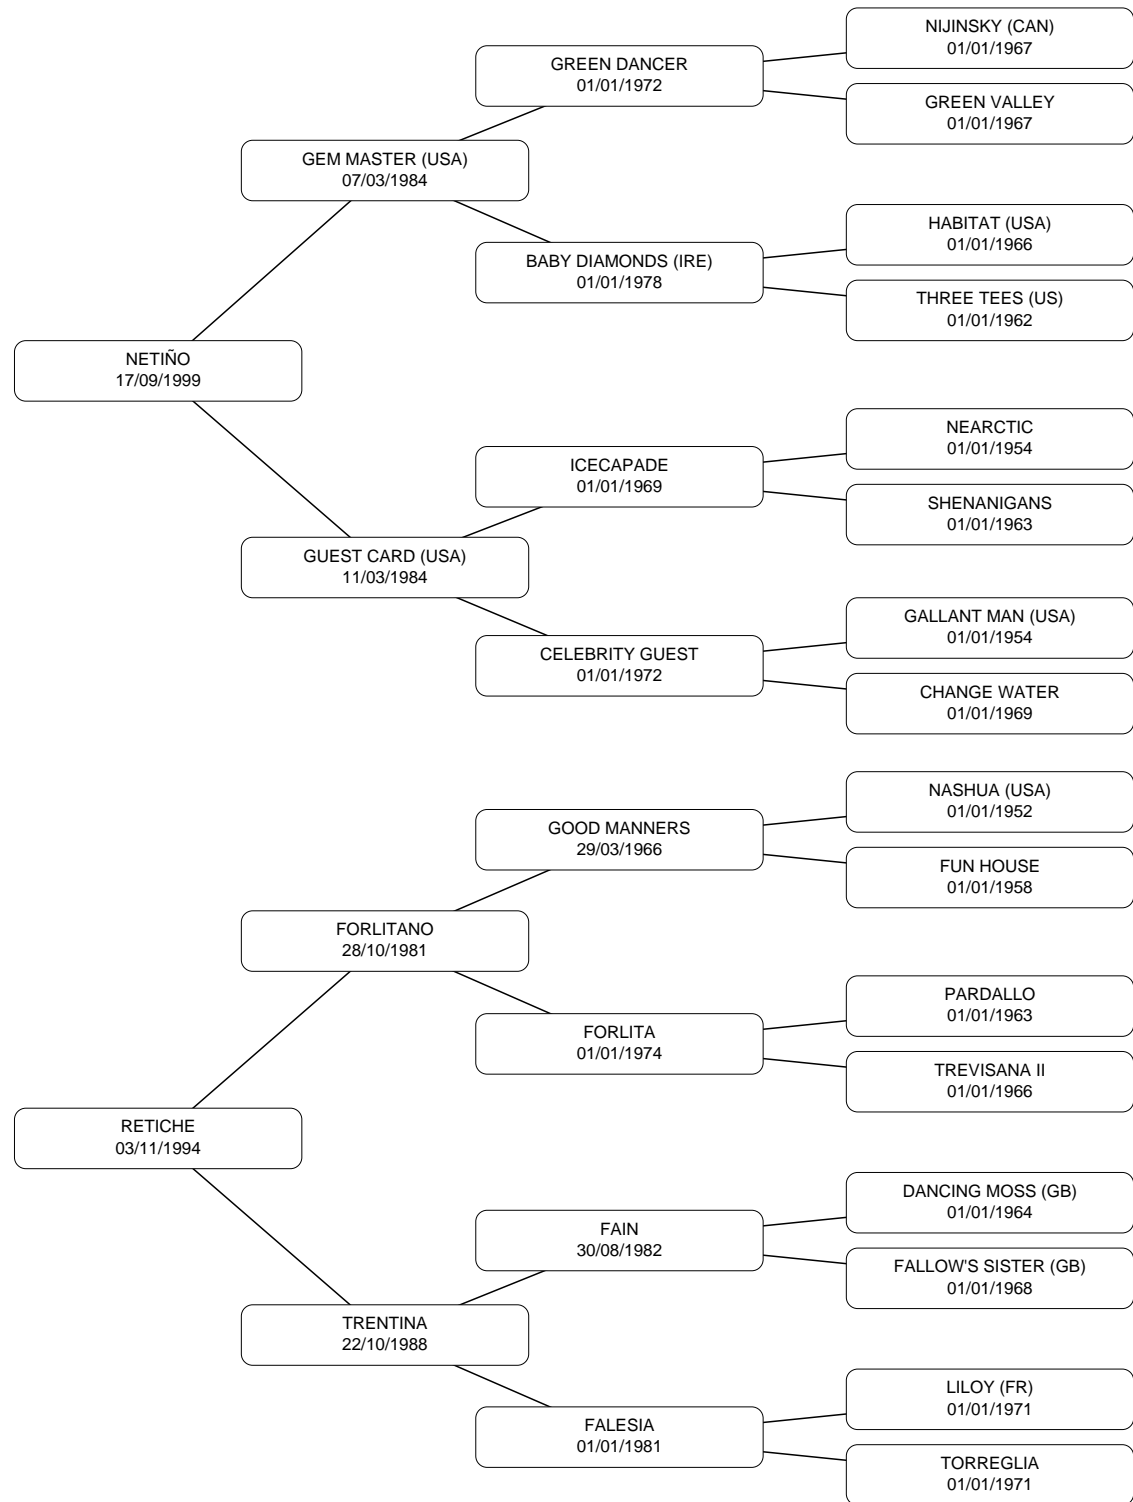 NIJINSKY (CAN)
01/01/1967
GREEN DANCER
01/01/1972
GREEN VALLEY
01/01/1967
GEM MASTER (USA)
07/03/1984
HABITAT (USA)
01/01/1966
BABY DIAMONDS (IRE)
01/01/1978
THREE TEES (US)
01/01/1962
NETIÑO
17/09/1999
NEARCTIC
01/01/1954
ICECAPADE
01/01/1969
SHENANIGANS
01/01/1963
GUEST CARD (USA)
11/03/1984
GALLANT MAN (USA)
01/01/1954
CELEBRITY GUEST
01/01/1972
CHANGE WATER
01/01/1969
NASHUA (USA)
01/01/1952
GOOD MANNERS
29/03/1966
FUN HOUSE
01/01/1958
FORLITANO
28/10/1981
PARDALLO
01/01/1963
FORLITA
01/01/1974
TREVISANA II
01/01/1966
RETICHE
03/11/1994
DANCING MOSS (GB)
01/01/1964
FAIN
30/08/1982
FALLOW'S SISTER (GB)
01/01/1968
TRENTINA
22/10/1988
LILOY (FR)
01/01/1971
FALESIA
01/01/1981
TORREGLIA
01/01/1971